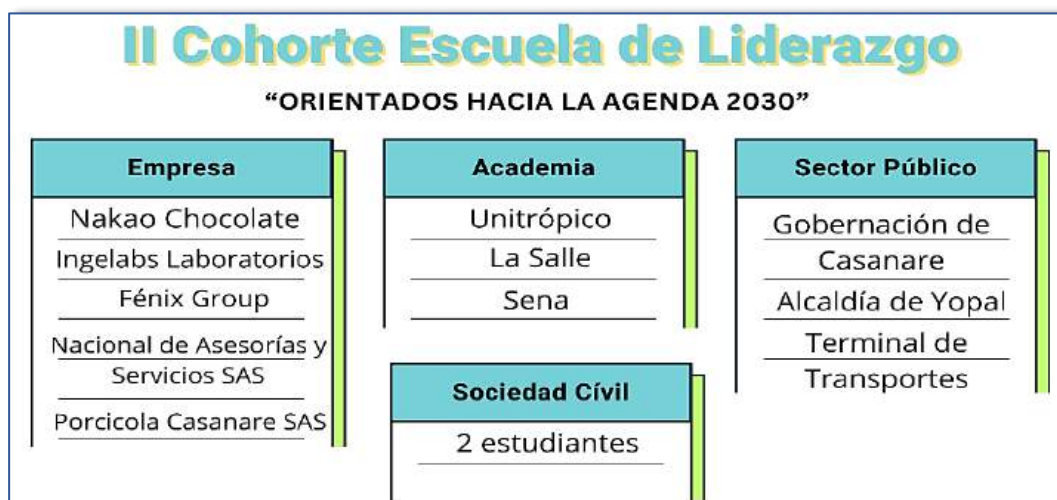 II Cohorte Escuela de Liderazgo
“ORIENTADOS HACIA LA AGENDA 2030”
Empresa
Nakao Chocolate
Ingelabs Laboratorios
Fénix Group
Nacional de Asesorías y
Servicios SAS
Porcicola Casanare SAS
Academia
Unitrópico
La Salle
Sena
Sociedad Cívil
2 estudiantes
Sector Público
Gobernación de
Casanare
Alcaldía de Yopal
Terminal de
Transportes